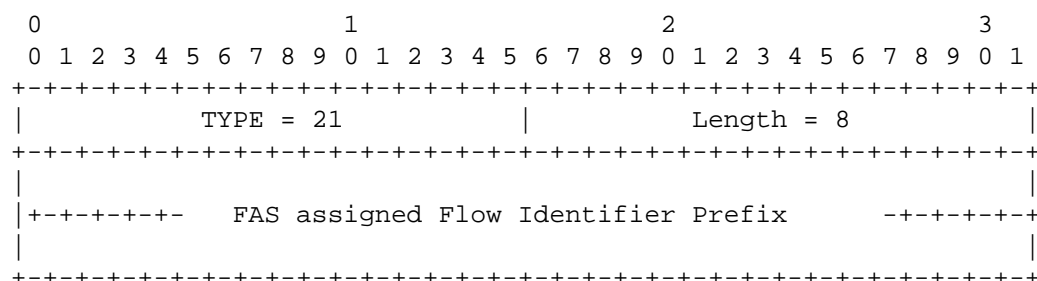 0                   1                   2                   3
 0 1 2 3 4 5 6 7 8 9 0 1 2 3 4 5 6 7 8 9 0 1 2 3 4 5 6 7 8 9 0 1
+-+-+-+-+-+-+-+-+-+-+-+-+-+-+-+-+-+-+-+-+-+-+-+-+-+-+-+-+-+-+-+-+
|           TYPE = 21           |          Length = 8           |
+-+-+-+-+-+-+-+-+-+-+-+-+-+-+-+-+-+-+-+-+-+-+-+-+-+-+-+-+-+-+-+-+
|                                                               |
|+-+-+-+-+-   FAS assigned Flow Identifier Prefix      -+-+-+-+-+
|                                                               |
+-+-+-+-+-+-+-+-+-+-+-+-+-+-+-+-+-+-+-+-+-+-+-+-+-+-+-+-+-+-+-+-+